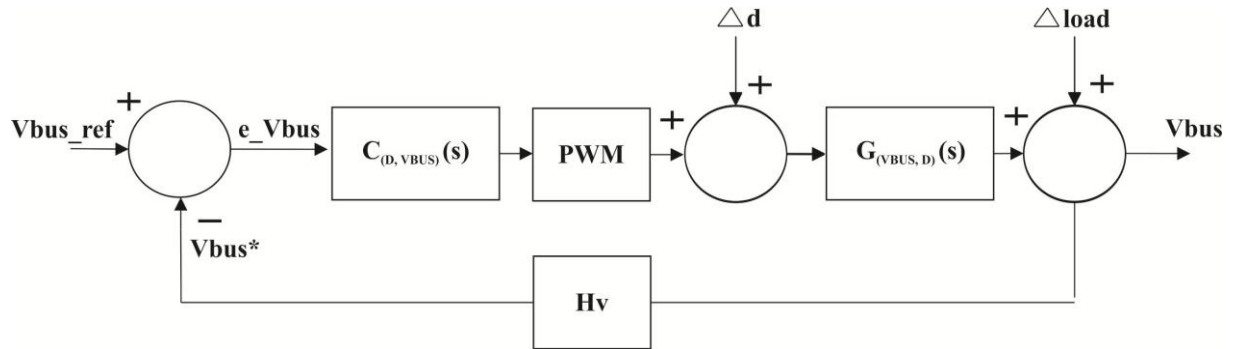 △d
△load
+
+
+
+
+
Vbus_ref
e_Vbus
C(D, VBUS)(s)
PWM
G(VBUS, D)(s)
Vbus
−
Vbus*
Hv